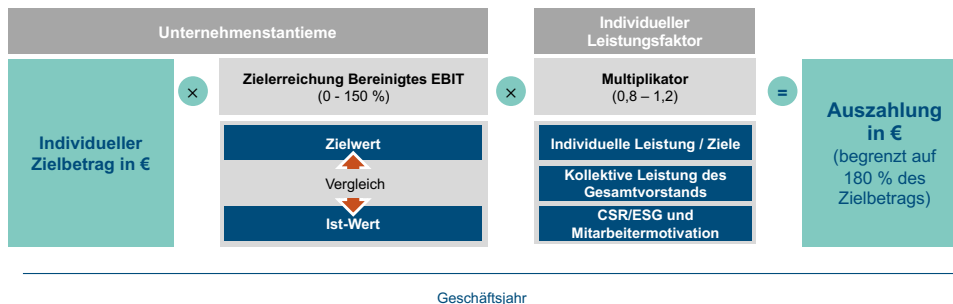 Unternehmenstantieme
Individueller
Leistungsfaktor
Individueller
Zielbetrag in €
×
Zielerreichung Bereinigtes EBIT
(0 - 150 %)
Zielwert
Vergleich
Ist-Wert
×
Multiplikator
(0,8 – 1,2)
Individuelle Leistung / Ziele
Kollektive Leistung des
Gesamtvorstands
CSR/ESG und
Mitarbeitermotivation
=
Auszahlung
in €
(begrenzt auf
180 % des
Zielbetrags)
Geschäftsjahr